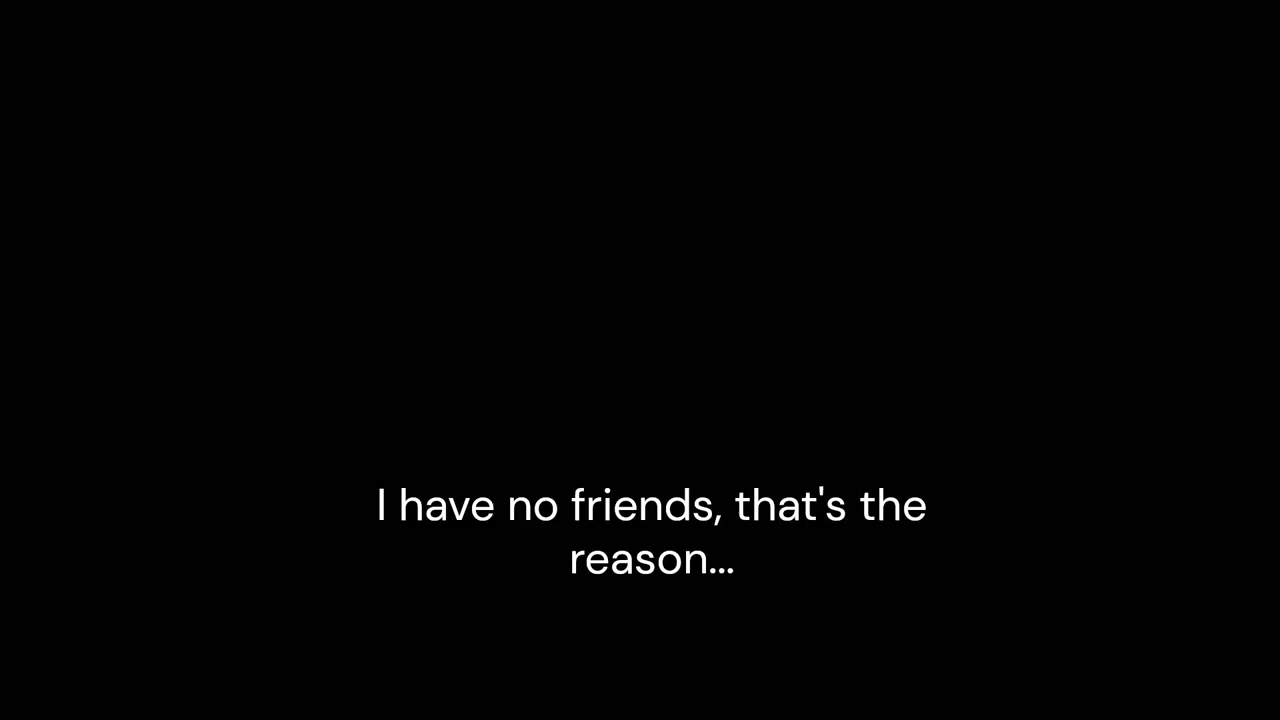 I have no friends, that's the
reason...